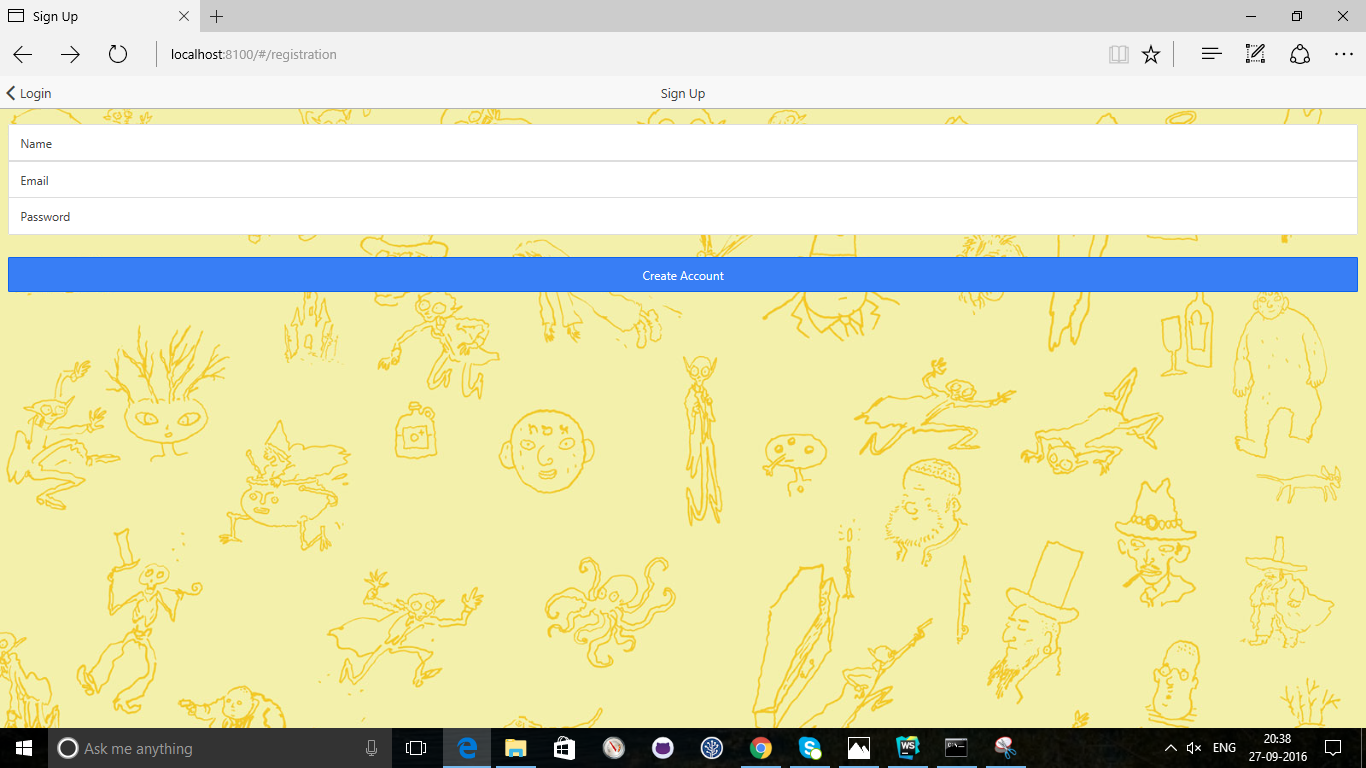 Sign Up
localhost:8100/#/registration
Login
Sign Up
Name
Email
Password
Create Account
Ask me anything
WS
ENG
20:38
27-09-2016